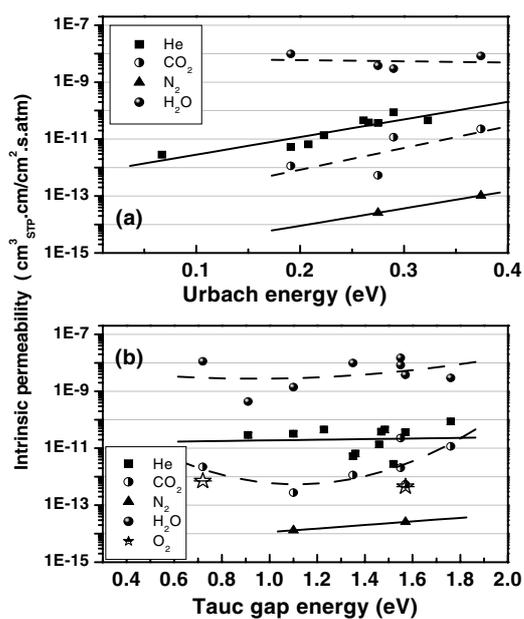 Intrinsic permeability ( cm³STP.cm/cm².s.atm)
1E-7
1E-9
1E-11
1E-13
1E-15
He
CO₂
N₂
H₂O
(a)
0.1
0.2
0.3
0.4
Urbach energy (eV)
1E-7
1E-9
1E-11
1E-13
1E-15
(b)
He
CO₂
N₂
H₂O
O₂
0.4
0.6
0.8
1.0
1.2
1.4
1.6
1.8
2.0
Tauc gap energy (eV)